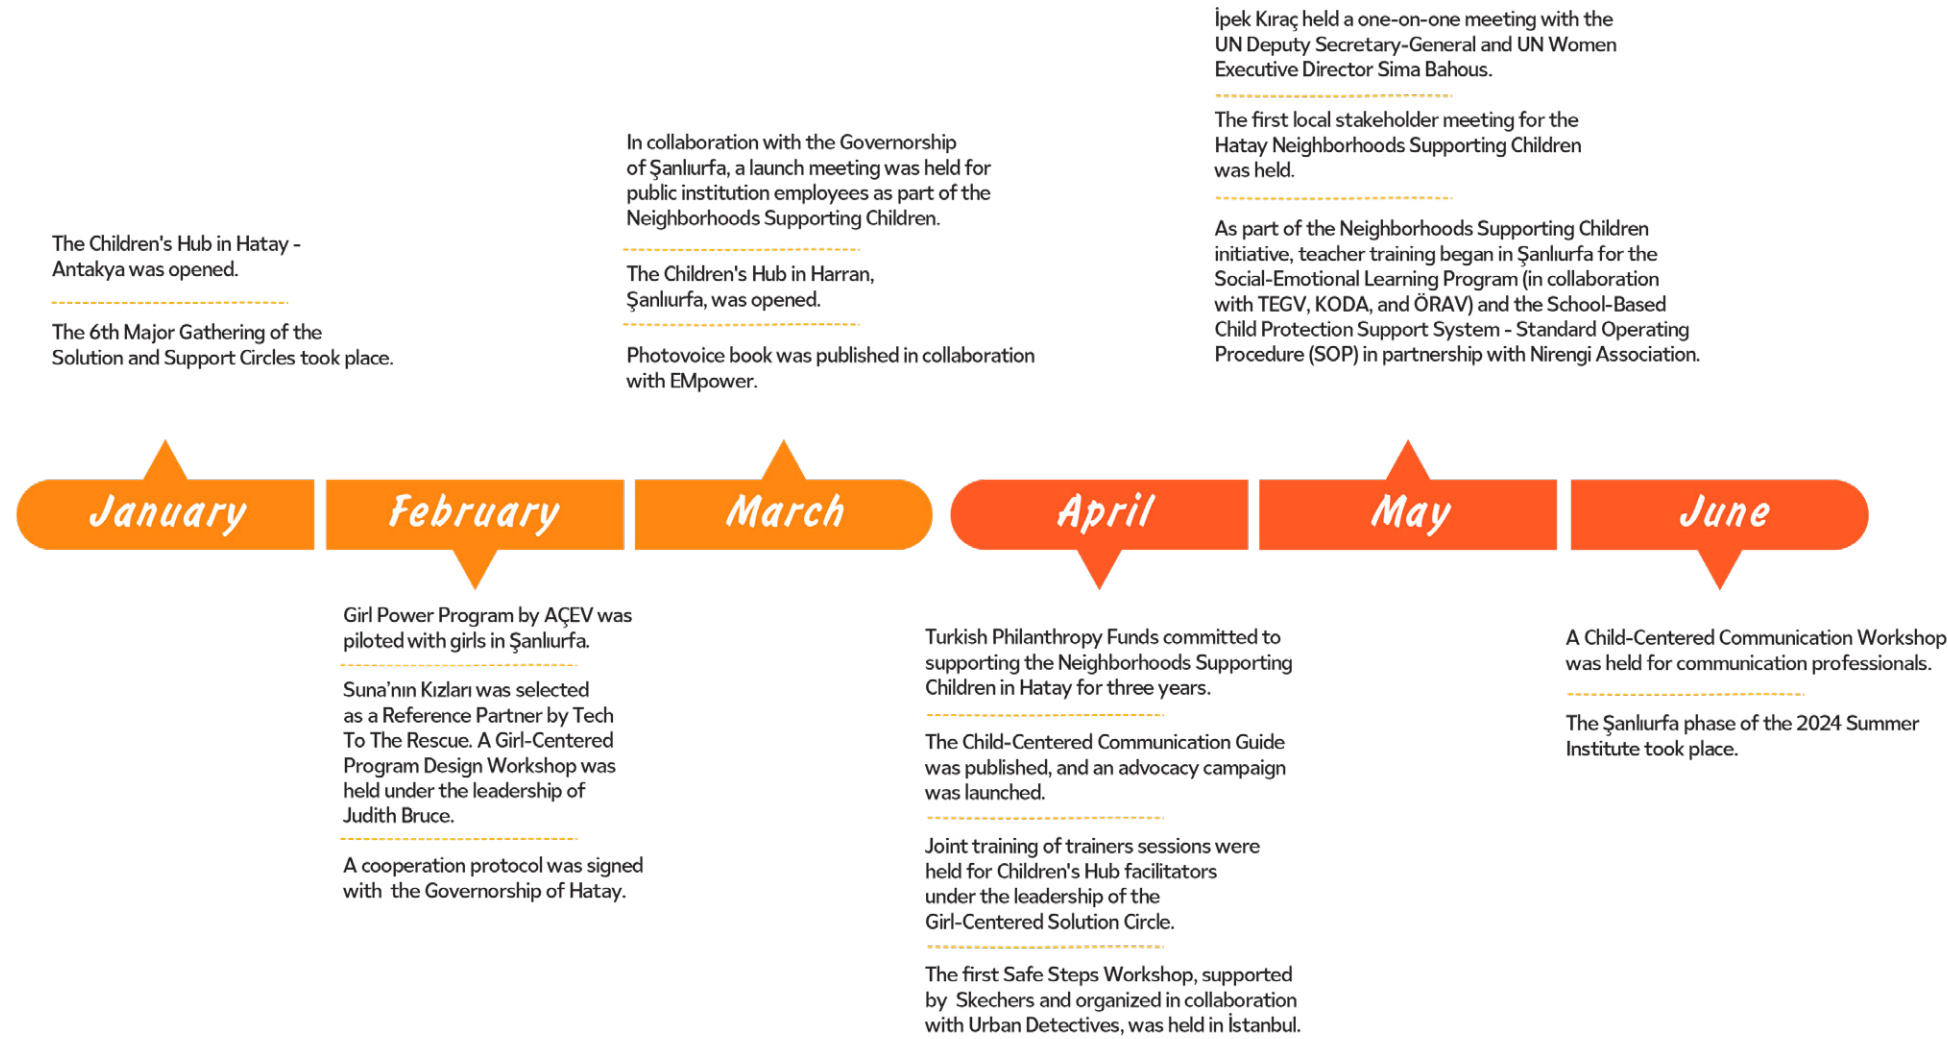 The Children's Hub in Hatay -
Antakya was opened.
The 6th Major Gathering of the
Solution and Support Circles took place.
In collaboration with the Governorship
of Şanlıurfa, a launch meeting was held for
public institution employees as part of the
Neighborhoods Supporting Children.
The Children's Hub in Harran,
Şanlıurfa, was opened.
Photovoice book was published in collaboration
with EMpower.
İpek Kıraç held a one-on-one meeting with the
UN Deputy Secretary-General and UN Women
Executive Director Sima Bahous.
The first local stakeholder meeting for the
Hatay Neighborhoods Supporting Children
was held.
As part of the Neighborhoods Supporting Children
initiative, teacher training began in Şanlıurfa for the
Social-Emotional Learning Program (in collaboration
with TEGV, KODA, and ÖRAV) and the School-Based
Child Protection Support System - Standard Operating
Procedure (SOP) in partnership with Nirengi Association.
January
February
March
April
May
June
Girl Power Program by AÇEV was
piloted with girls in Şanlıurfa.
Suna’nın Kızları was selected
as a Reference Partner by Tech
To The Rescue. A Girl-Centered
Program Design Workshop was
held under the leadership of
Judith Bruce.
A cooperation protocol was signed
with the Governorship of Hatay.
Turkish Philanthropy Funds committed to
supporting the Neighborhoods Supporting
Children in Hatay for three years.
The Child-Centered Communication Guide
was published, and an advocacy campaign
was launched.
Joint training of trainers sessions were
held for Children's Hub facilitators
under the leadership of the
Girl-Centered Solution Circle.
The first Safe Steps Workshop, supported
by Skechers and organized in collaboration
with Urban Detectives, was held in İstanbul.
A Child-Centered Communication Workshop
was held for communication professionals.
The Şanlıurfa phase of the 2024 Summer
Institute took place.